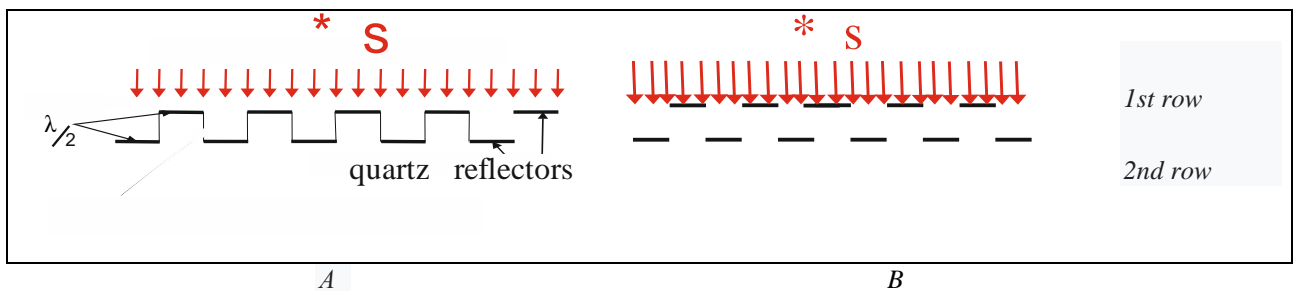 * S
* S
1st row
λ/2
quartz reflectors
2nd row
A
B